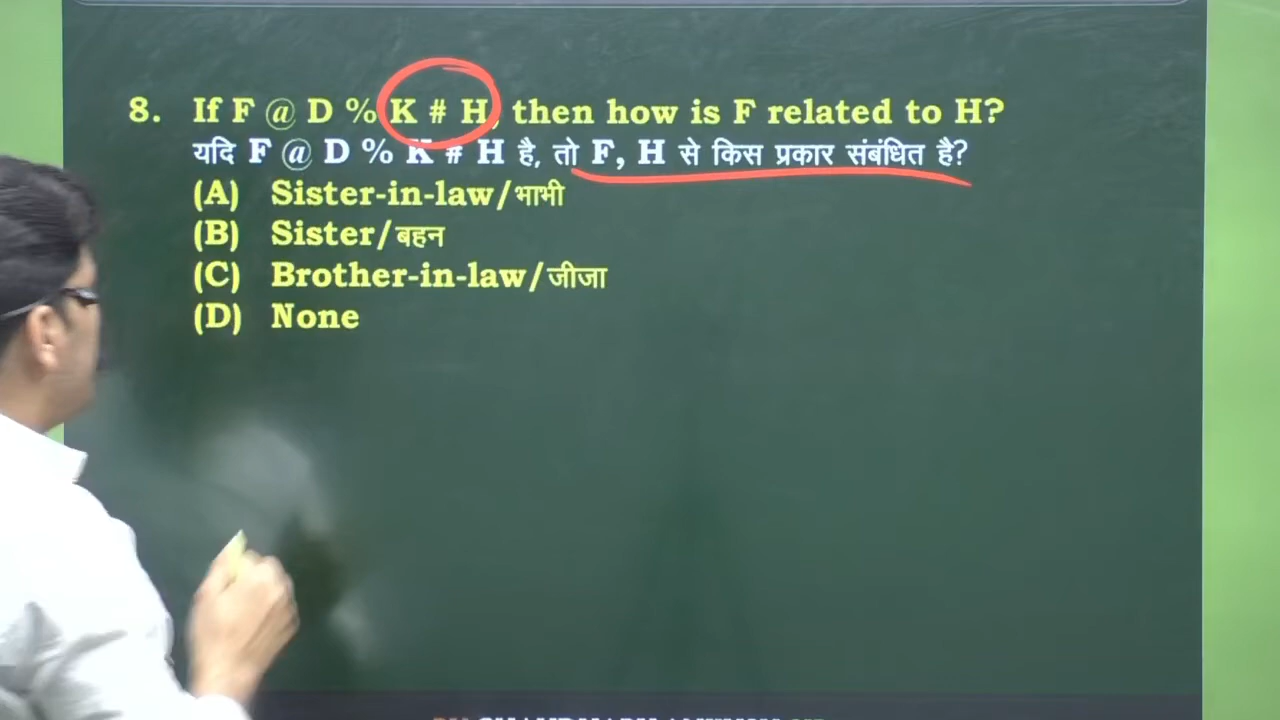 8. If F @ D % K # H, then how is F related to H?
यदि F @ D % K # H है, तो F, H से किस प्रकार संबंधित है?
(A) Sister-in-law/भाभी
(B) Sister/बहन
(C) Brother-in-law/जीजा
(D) None